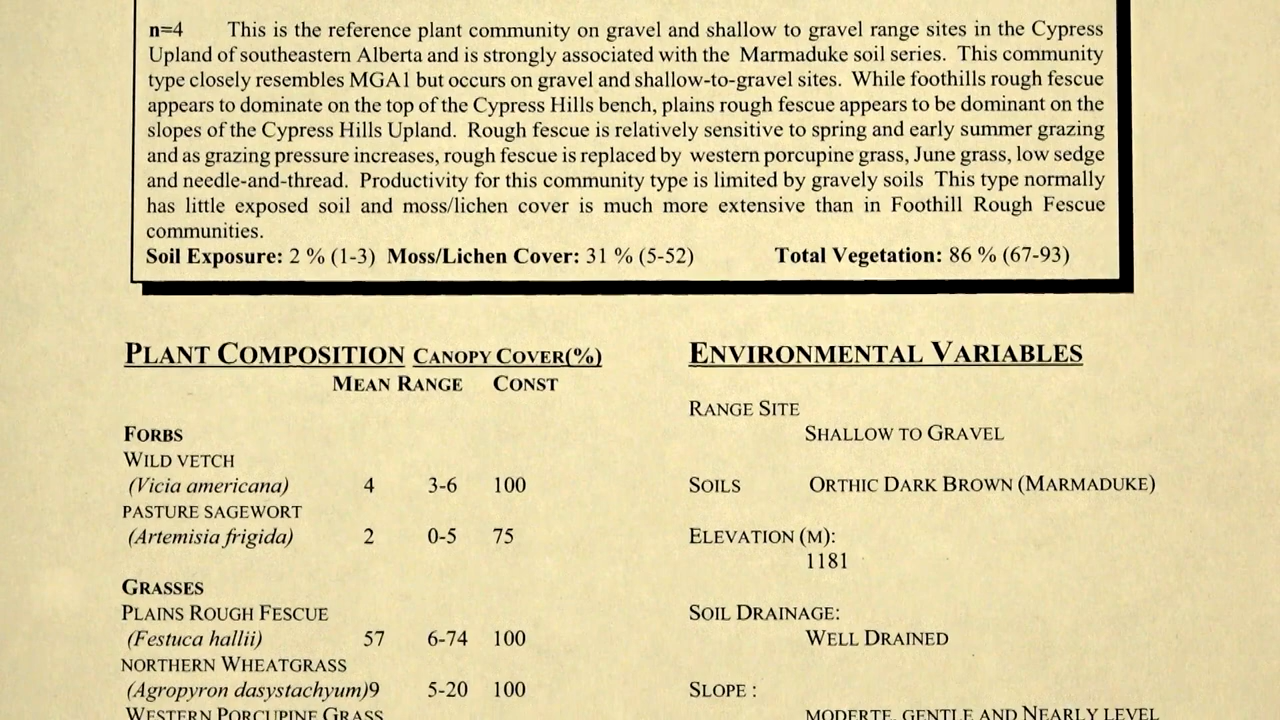 n=4 This is the reference plant community on gravel and shallow to gravel range sites in the Cypress
Upland of southeastern Alberta and is strongly associated with the Marmaduke soil series. This community
type closely resembles MGA1 but occurs on gravel and shallow-to-gravel sites. While foothills rough fescue
appears to dominate on the top of the Cypress Hills bench, plains rough fescue appears to be dominant on the
slopes of the Cypress Hills Upland. Rough fescue is relatively sensitive to spring and early summer grazing
and as grazing pressure increases, rough fescue is replaced by western porcupine grass, June grass, low sedge
and needle-and-thread. Productivity for this community type is limited by gravely soils This type normally
has little exposed soil and moss/lichen cover is much more extensive than in Foothill Rough Fescue
communities.
Soil Exposure: 2 % (1-3) Moss/Lichen Cover: 31 % (5-52) Total Vegetation: 86 % (67-93)
PLANT COMPOSITION CANOPY COVER(%)
MEAN RANGE CONST
FORBS
WILD VETCH
(Vicia americana) 4 3-6 100
PASTURE SAGEWORT
(Artemisia frigida) 2 0-5 75
GRASSES
PLAINS ROUGH FESCUE
(Festuca hallii) 57 6-74 100
NORTHERN WHEATGRASS
(Agropyron dasystachyum)9 5-20 100
WESTERN PORCUPINE GRASS
ENVIRONMENTAL VARIABLES
RANGE SITE
SHALLOW TO GRAVEL
SOILS ORTHIC DARK BROWN (MARMADUKE)
ELEVATION (M):
1181
SOIL DRAINAGE:
WELL DRAINED
SLOPE :
MODERTE, GENTLE AND NEARLY LEVEL